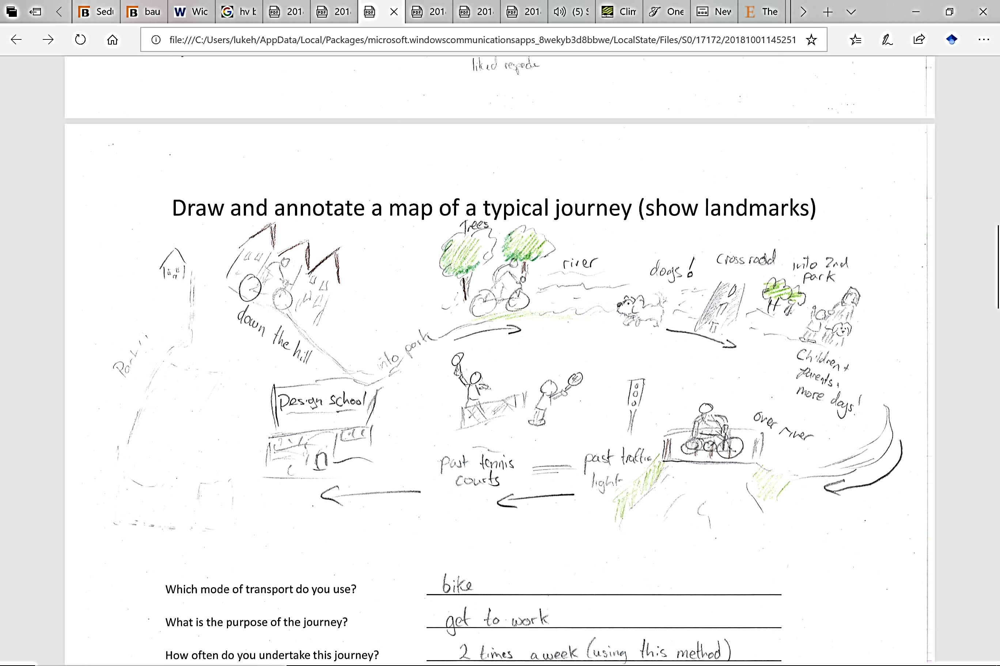 Sedu
bau
Wic
hv b
201
201
201
201
201
(5) S
Clim
One
New
The
file:///C:/Users/lukeh/AppData/Local/Packages/microsoft.windowscommunicationsapps_8wekyb3d8bbwe/LocalState/Files/S0/17172/20181001145251
liked
Draw and annotate a map of a typical journey (show landmarks)
Trees
river
dogs!
cross road
into 2nd
park
down the hill
into park
Park!!
Children +
Parents +
more dogs!
Design school
over river
past tennis
courts
past traffic
light
Which mode of transport do you use? bike
What is the purpose of the journey? get to work
How often do you undertake this journey? 2 times a week (using this method)